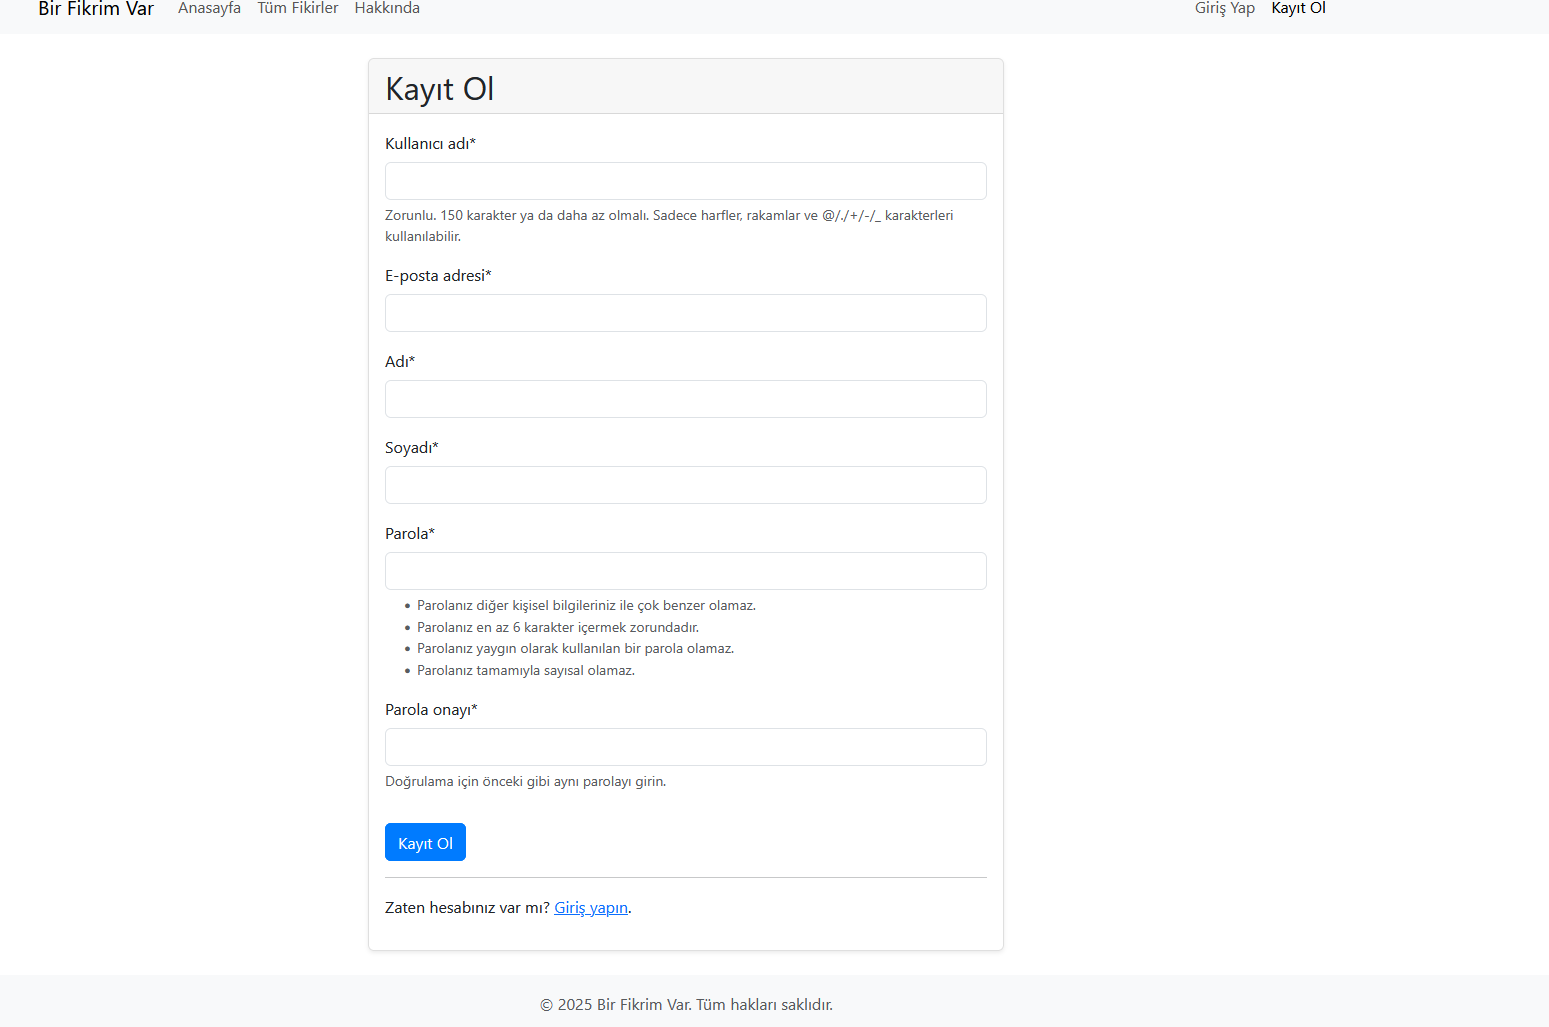 Bir Fikrim Var Anasayfa Tüm Fikirler Hakkında Giriş Yap Kayıt Ol
Kayıt Ol
Kullanıcı adı*
Zorunlu. 150 karakter ya da daha az olmalı. Sadece harfler, rakamlar ve @/./+/-/_ karakterleri
kullanılabilir.
E-posta adresi*
Adı*
Soyadı*
Parola*
• Parolanız diğer kişisel bilgileriniz ile çok benzer olamaz.
• Parolanız en az 6 karakter içermek zorundadır.
• Parolanız yaygın olarak kullanılan bir parola olamaz.
• Parolanız tamamıyla sayısal olamaz.
Parola onayı*
Doğrulama için önceki gibi aynı parolayı girin.
Kayıt Ol
Zaten hesabınız var mı? Giriş yapın.
© 2025 Bir Fikrim Var. Tüm hakları saklıdır.